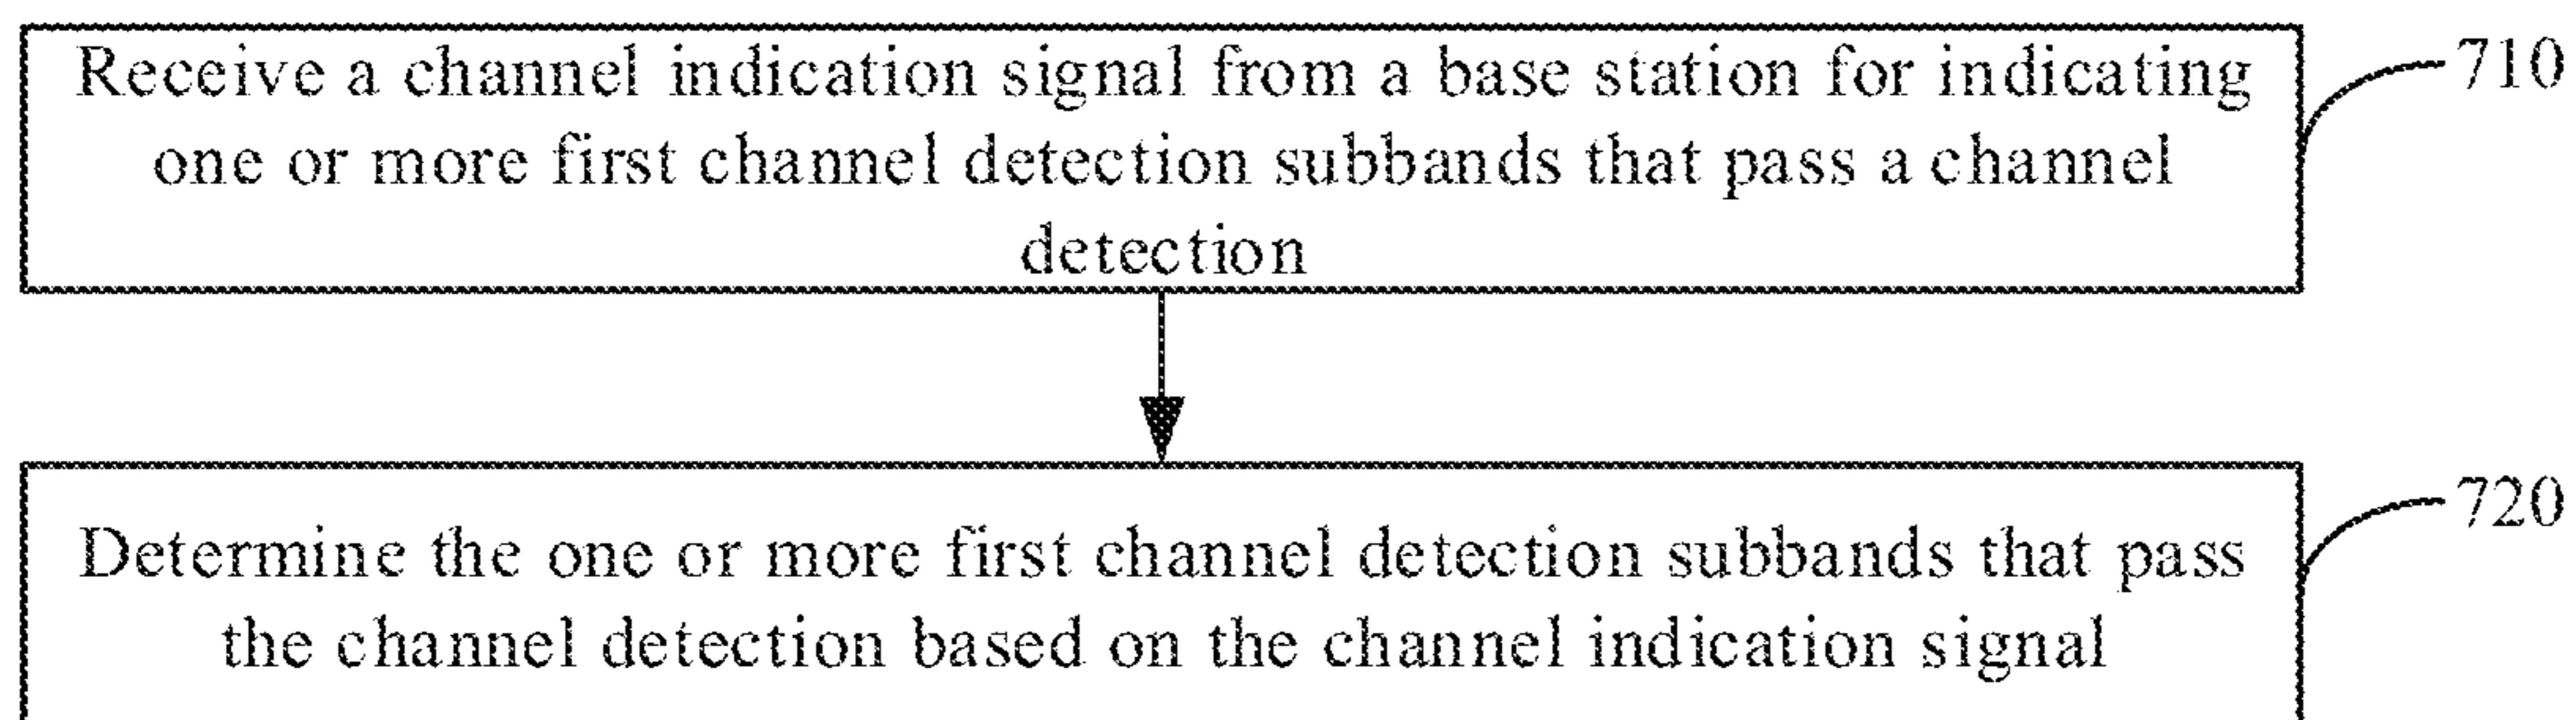 Receive a channel indication signal from a base station for indicating
one or more first channel detection subbands that pass a channel
detection
710
Determine the one or more first channel detection subbands that pass
the channel detection based on the channel indication signal
720